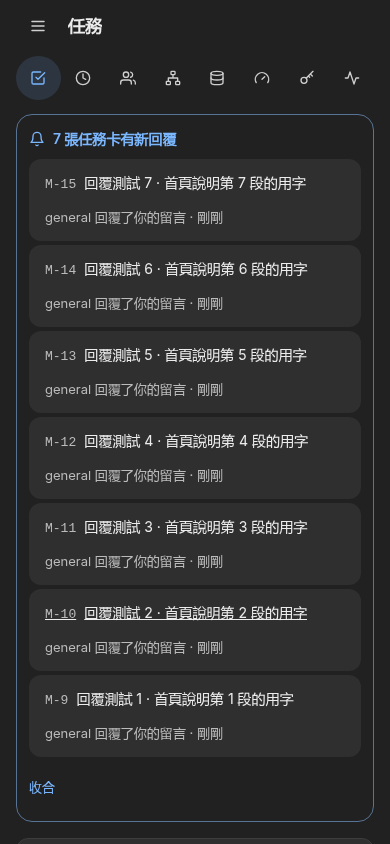 任務
7 張任務卡有新回覆
M-15 回覆測試 7 · 首頁說明第 7 段的用字
general 回覆了你的留言 · 剛剛
M-14 回覆測試 6 · 首頁說明第 6 段的用字
general 回覆了你的留言 · 剛剛
M-13 回覆測試 5 · 首頁說明第 5 段的用字
general 回覆了你的留言 · 剛剛
M-12 回覆測試 4 · 首頁說明第 4 段的用字
general 回覆了你的留言 · 剛剛
M-11 回覆測試 3 · 首頁說明第 3 段的用字
general 回覆了你的留言 · 剛剛
M-10 回覆測試 2 · 首頁說明第 2 段的用字
general 回覆了你的留言 · 剛剛
M-9 回覆測試 1 · 首頁說明第 1 段的用字
general 回覆了你的留言 · 剛剛
收合